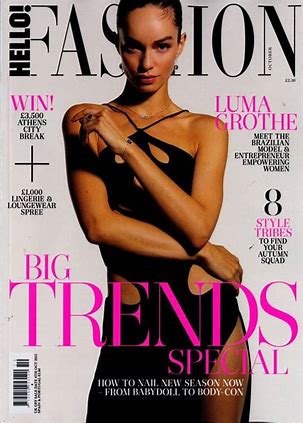 HELLO!
FASHION
OCTOBER
£2.50
WIN!
£3,500
ATHENS
CITY
BREAK
+
£1,000
LINGERIE &
LOUNGEWEAR
SPREE
LUMA
GROTHE
MEET THE
BRAZILIAN
MODEL &
ENTREPRENEUR
EMPOWERING
WOMEN
8
STYLE
TRIBES
TO FIND
YOUR
AUTUMN
SQUAD
BIG
TRENDS
SPECIAL
HOW TO NAIL NEW SEASON NOW
– FROM BABYDOLL TO BODY-CON